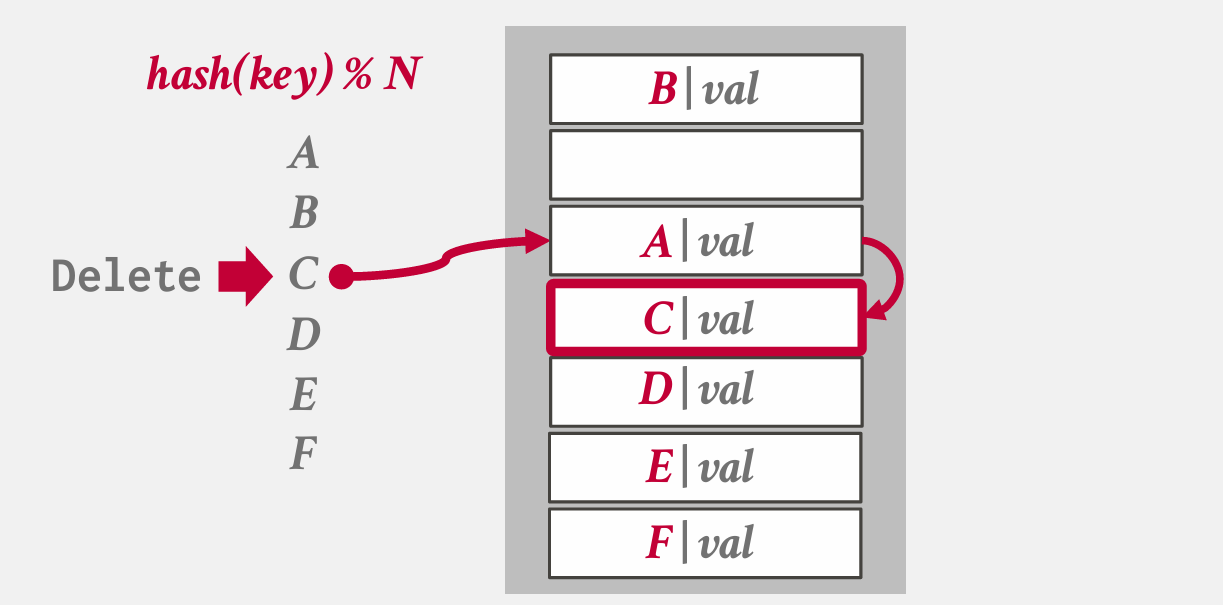 hash(key) % N
A
B
Delete C
D
E
F
B|val
A|val
C|val
D|val
E|val
F|val